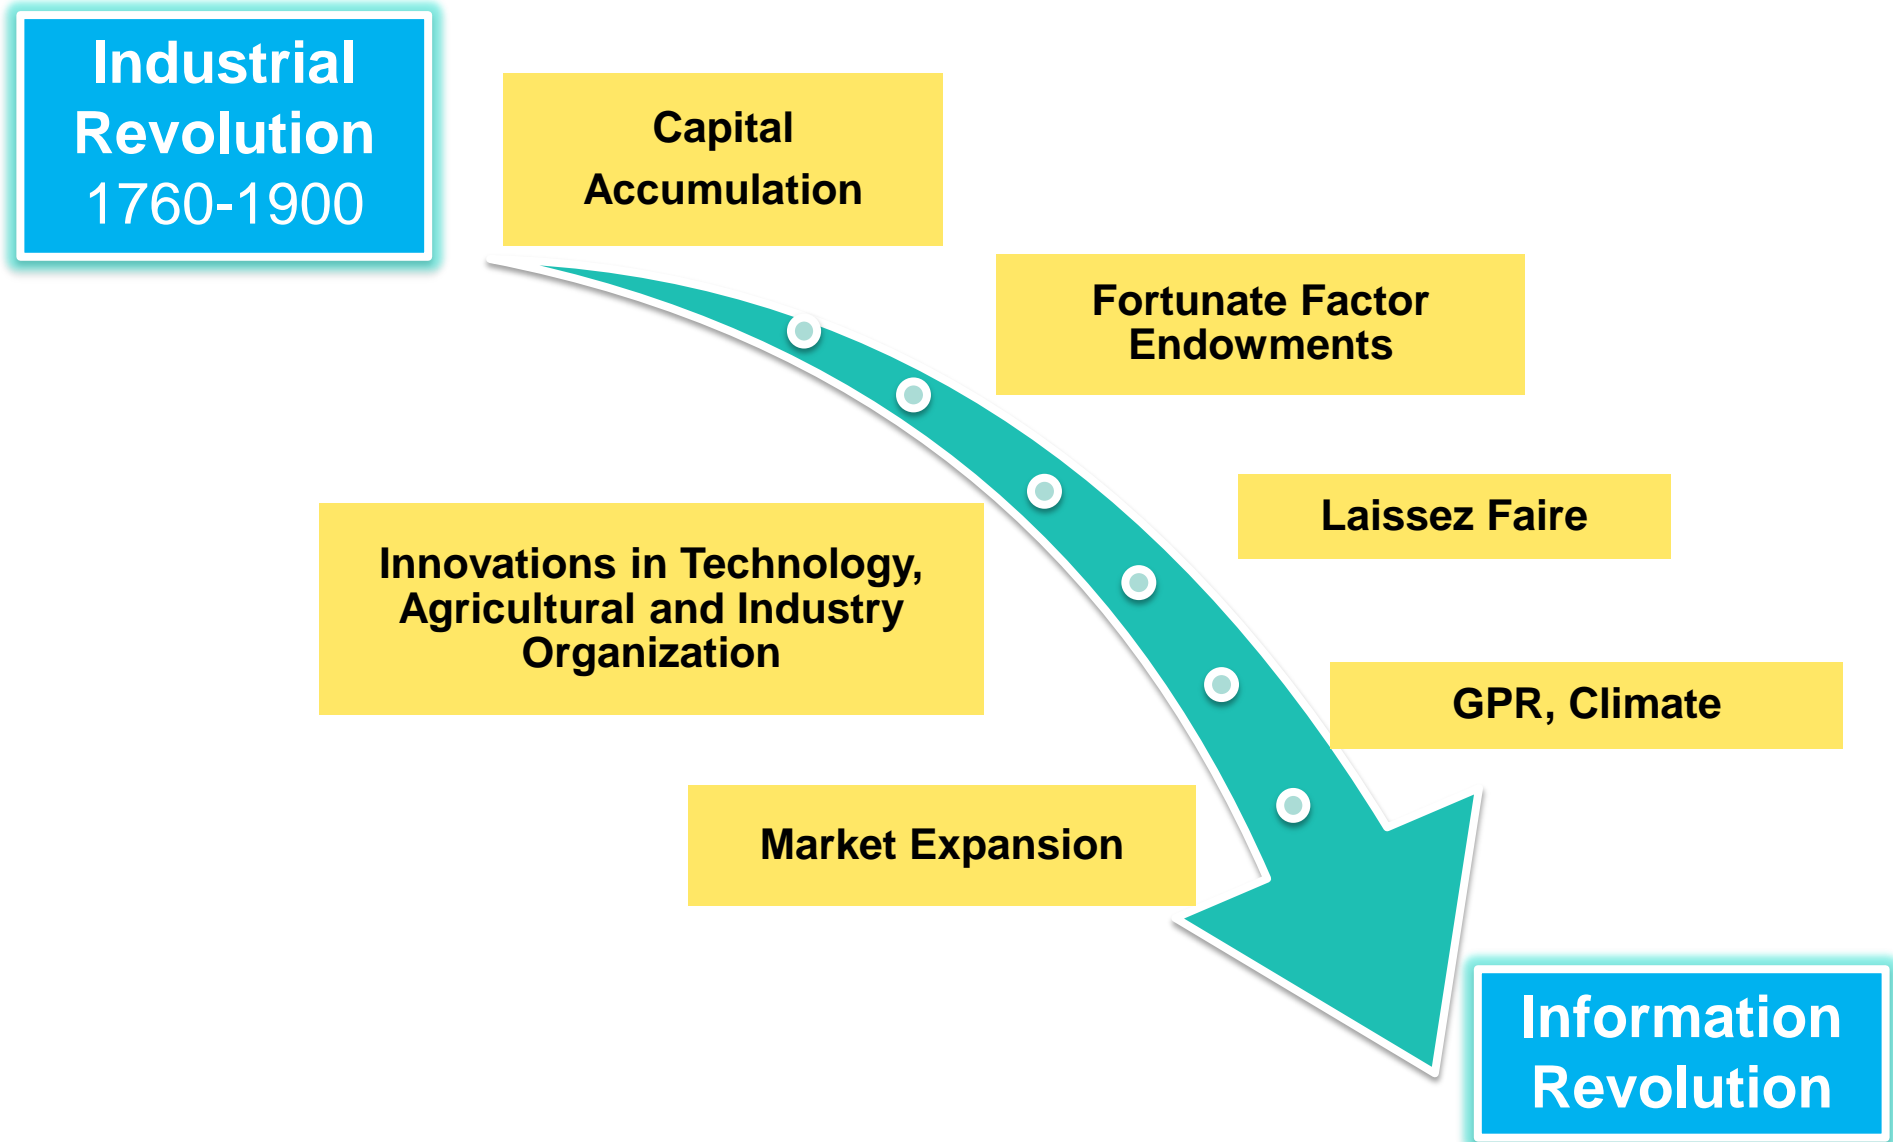 Industrial
Revolution
1760-1900
Capital
Accumulation
Fortunate Factor
Endowments
Laissez Faire
Innovations in Technology,
Agricultural and Industry
Organization
GPR, Climate
Market Expansion
Information
Revolution